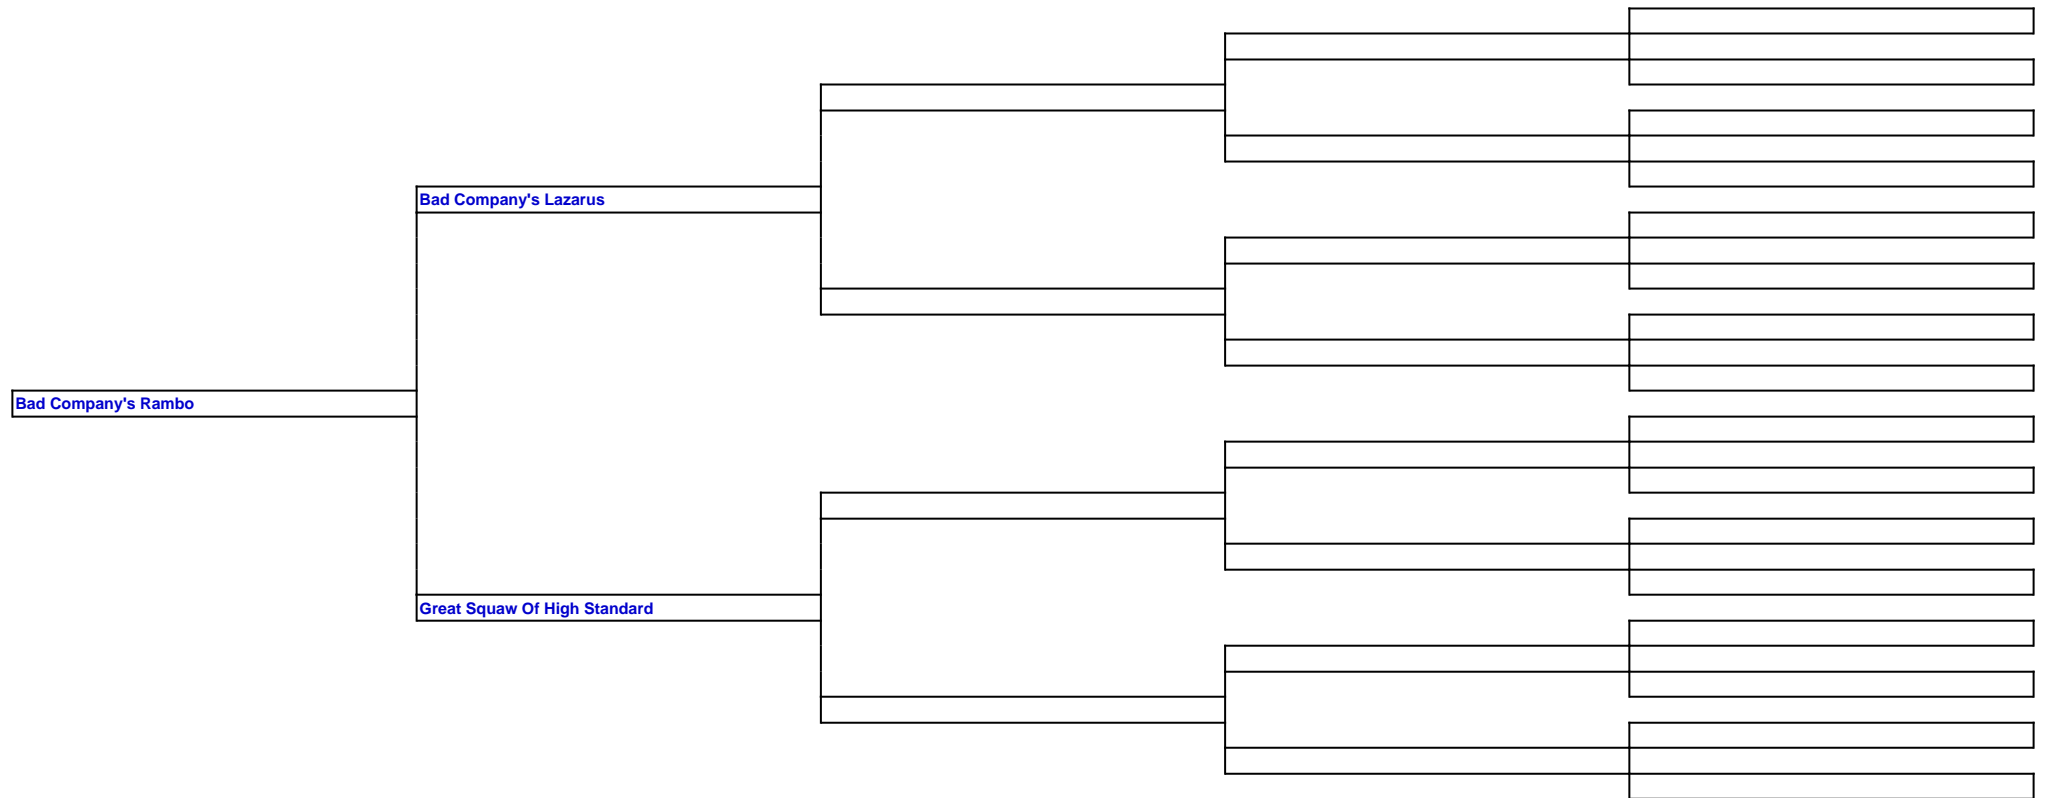 Bad Company's Lazarus
Bad Company's Rambo
Great Squaw Of High Standard